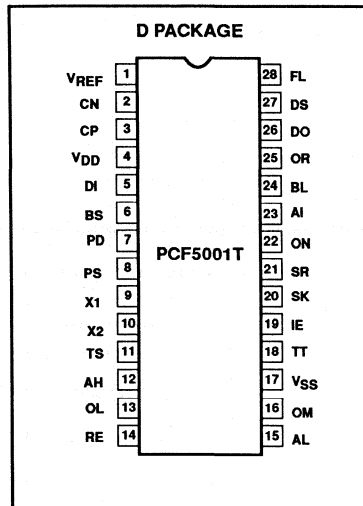 D PACKAGE
VREF 1 28 FL
CN 2 27 DS
CP 3 26 DO
VDD 4 25 OR
DI 5 24 BL
BS 6 23 AI
PD 7 22 ON
PCF5001T
PS 8 21 SR
X1 9 20 SK
X2 10 19 IE
TS 11 18 TT
AH 12 17 VSS
OL 13 16 OM
RE 14 15 AL